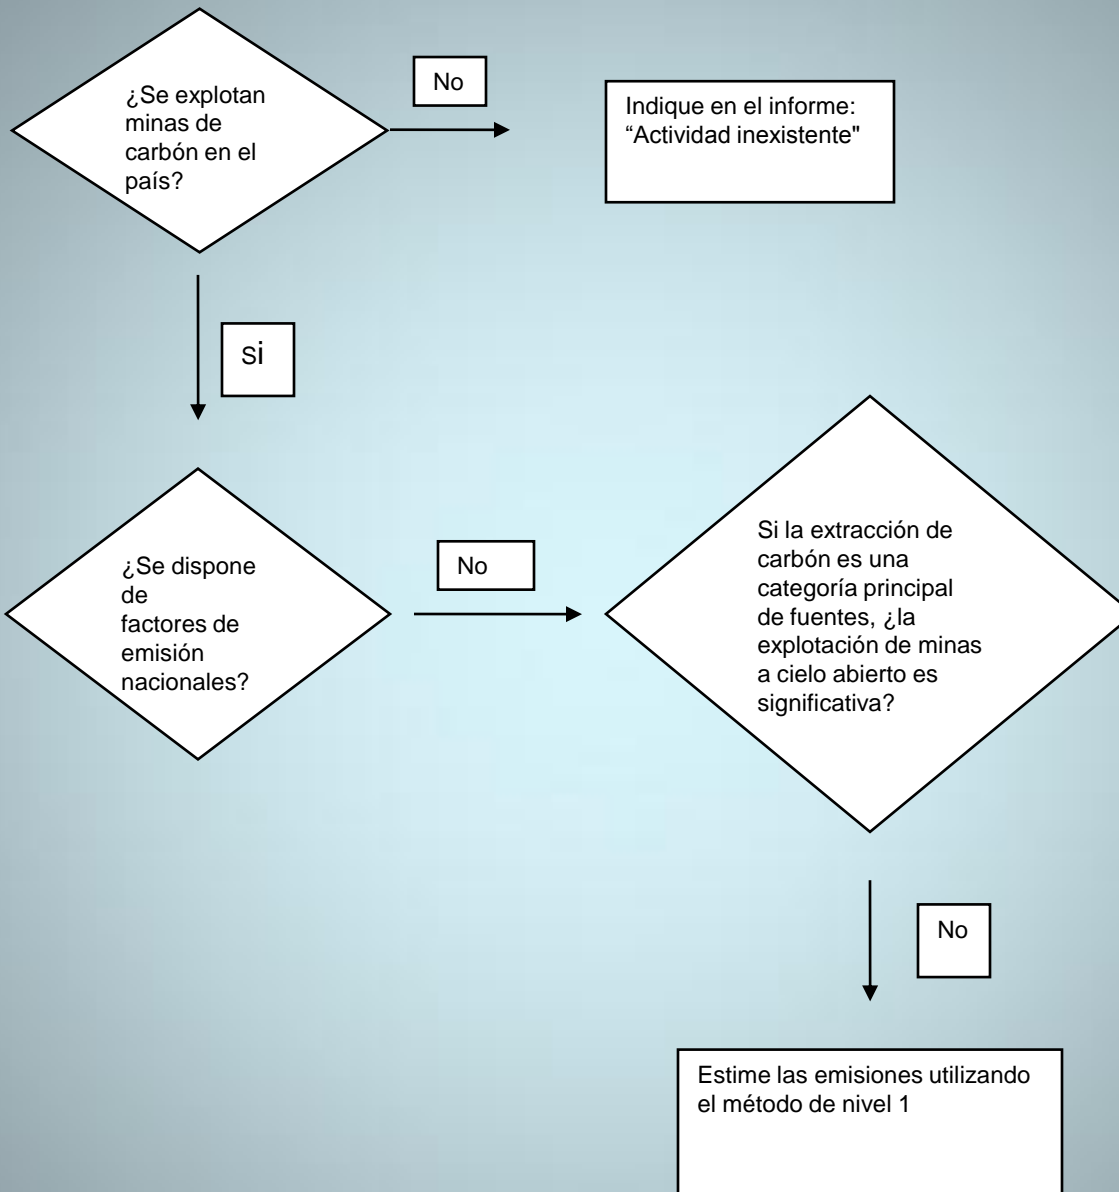 ¿Se explotan
minas de
carbón en el
país?
No
Indique en el informe:
“Actividad inexistente"
si
¿Se dispone
de
factores de
emisión
nacionales?
No
Si la extracción de
carbón es una
categoría principal
de fuentes, ¿la
explotación de minas
a cielo abierto es
significativa?
No
Estime las emisiones utilizando
el método de nivel 1